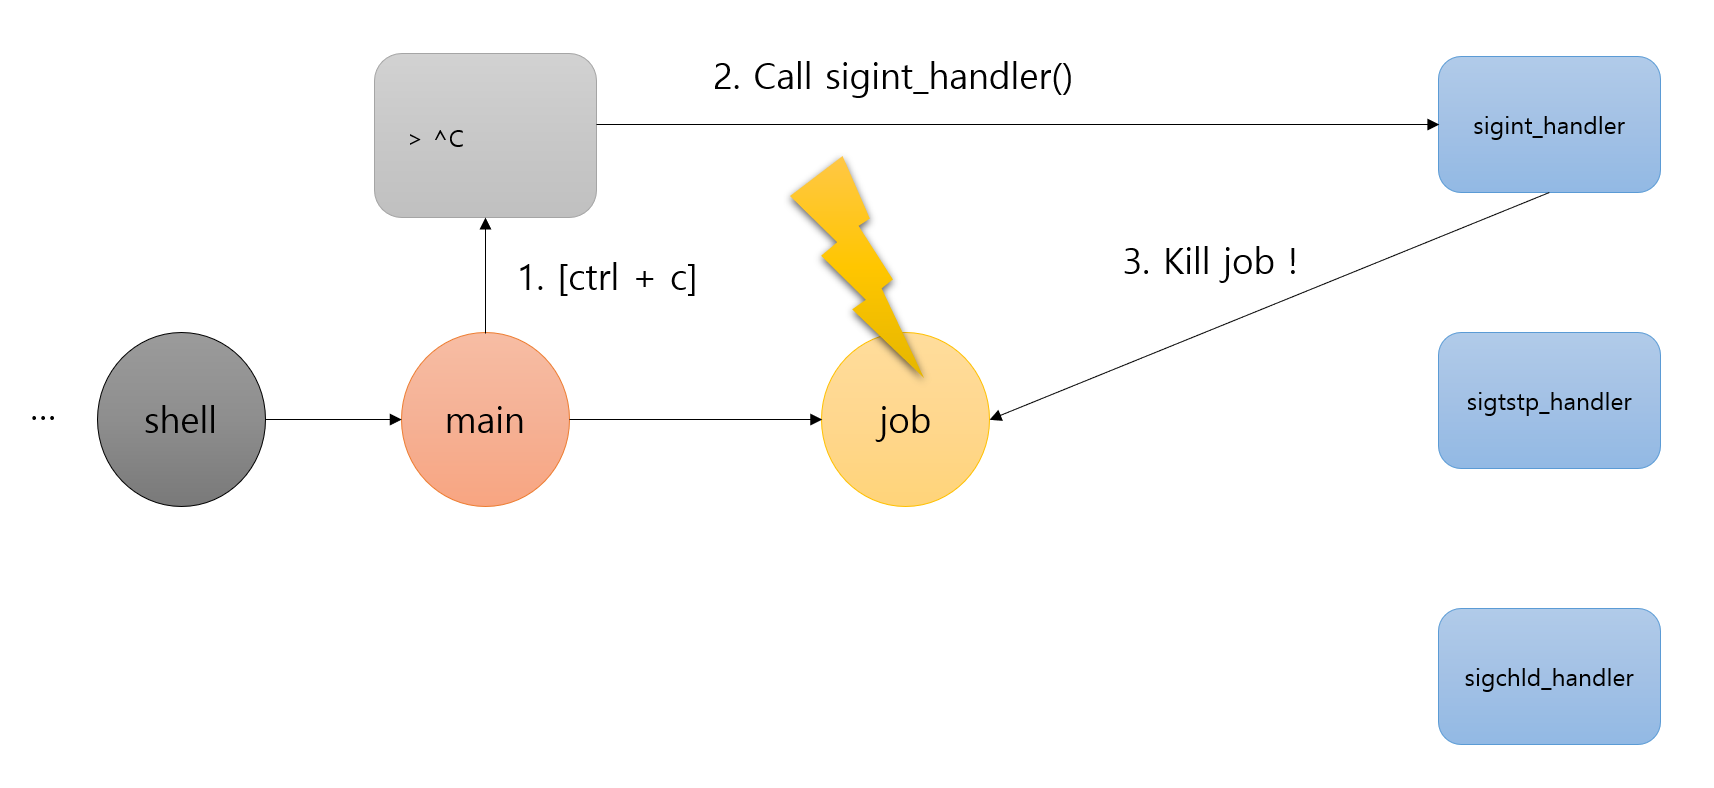 2. Call sigint_handler()
> ^C
sigint_handler
1. [ctrl + c]
3. Kill job !
...
shell
main
job
sigtstp_handler
sigchld_handler